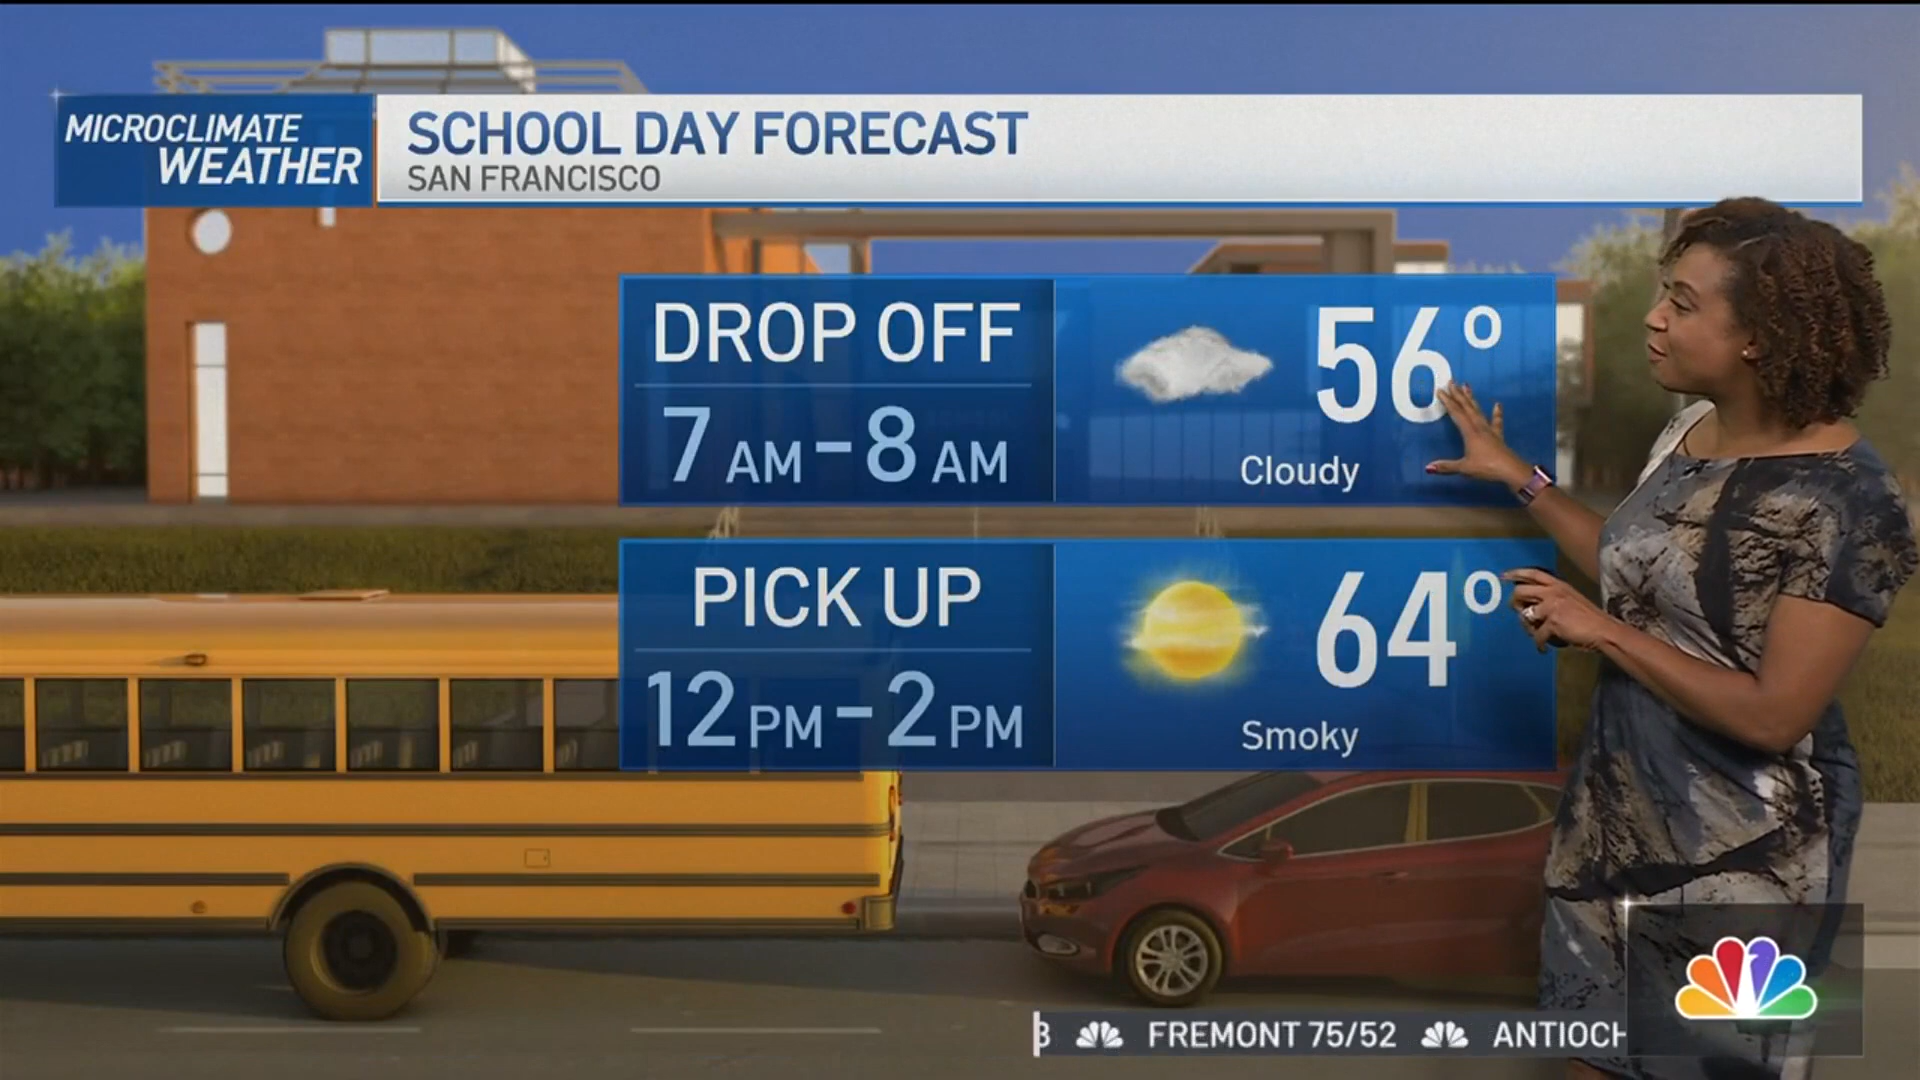 MICROCLIMATE
WEATHER
SCHOOL DAY FORECAST
SAN FRANCISCO
DROP OFF
7 AM – 8 AM
56°
Cloudy
PICK UP
12 PM – 2 PM
64°
Smoky
FREMONT 75/52
ANTIOCH